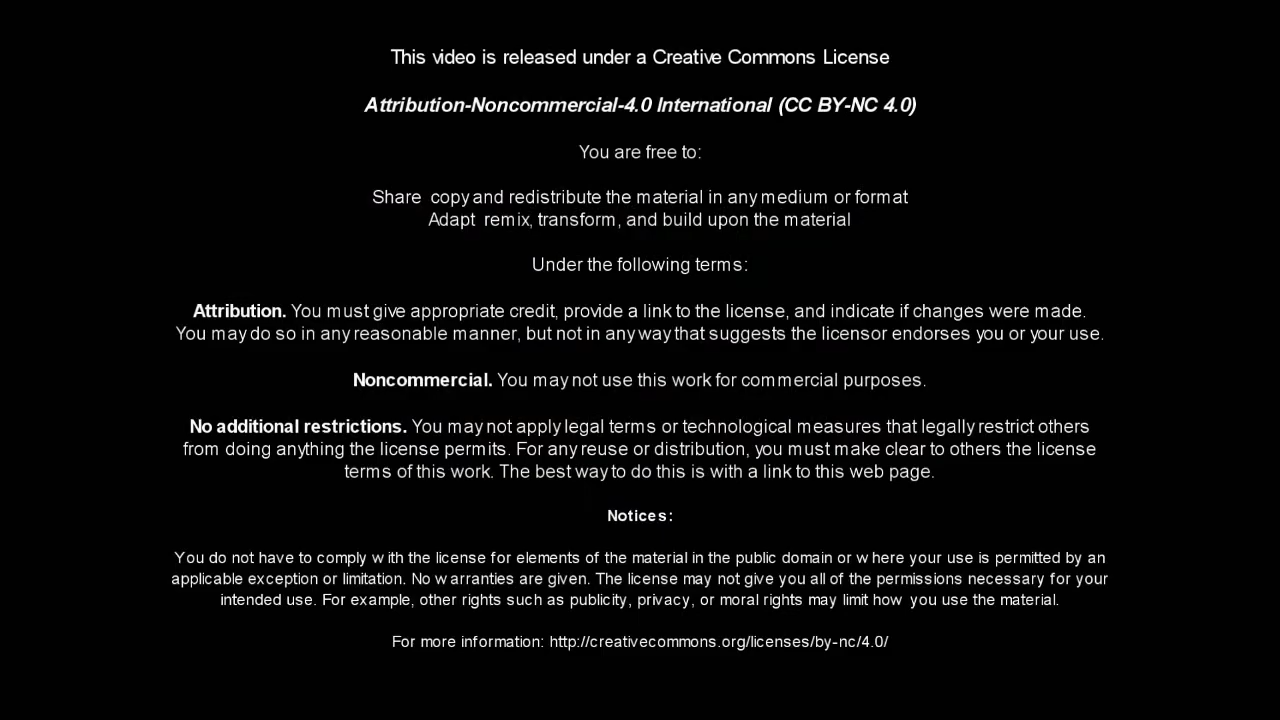 This video is released under a Creative Commons License
Attribution-Noncommercial-4.0 International (CC BY-NC 4.0)
You are free to:
Share copy and redistribute the material in any medium or format
Adapt remix, transform, and build upon the material
Under the following terms:
Attribution. You must give appropriate credit, provide a link to the license, and indicate if changes were made.
You may do so in any reasonable manner, but not in any way that suggests the licensor endorses you or your use.
Noncommercial. You may not use this work for commercial purposes.
No additional restrictions. You may not apply legal terms or technological measures that legally restrict others
from doing anything the license permits. For any reuse or distribution, you must make clear to others the license
terms of this work. The best way to do this is with a link to this web page.
Notices:
You do not have to comply with the license for elements of the material in the public domain or where your use is permitted by an
applicable exception or limitation. No warranties are given. The license may not give you all of the permissions necessary for your
intended use. For example, other rights such as publicity, privacy, or moral rights may limit how you use the material.
For more information: http://creativecommons.org/licenses/by-nc/4.0/